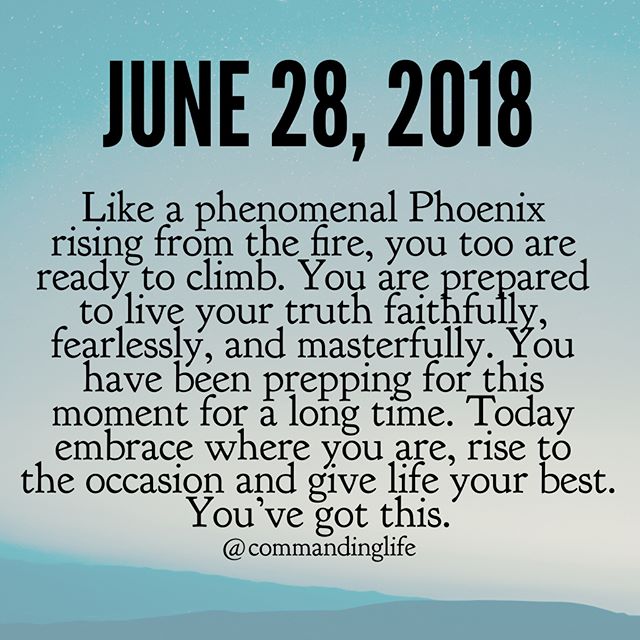 JUNE 28, 2018
Like a phenomenal Phoenix
rising from the fire, you too are
ready to climb. You are prepared
to live your truth faithfully,
fearlessly, and masterfully. You
have been prepping for this
moment for a long time. Today
embrace where you are, rise to
the occasion and give life your best.
You've got this.
@commandinglife